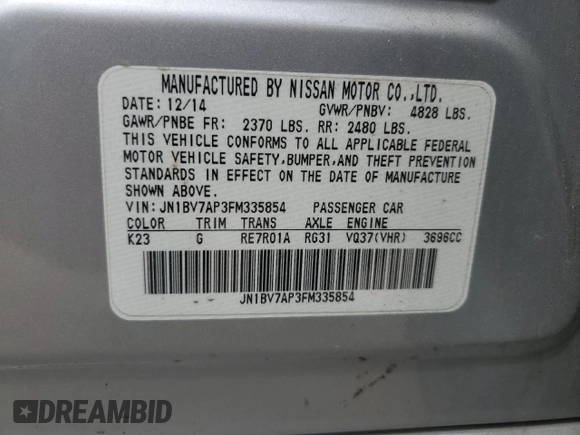 MANUFACTURED BY NISSAN MOTOR CO.,LTD.
DATE: 12/14 GVWR/PNBV: 4828 LBS.
GAWR/PNBE FR: 2370 LBS. RR: 2480 LBS.
THIS VEHICLE CONFORMS TO ALL APPLICABLE FEDERAL
MOTOR VEHICLE SAFETY,BUMPER,AND THEFT PREVENTION
STANDARDS IN EFFECT ON THE DATE OF MANUFACTURE
SHOWN ABOVE.
VIN: JN1BV7AP3FM335854 PASSENGER CAR
COLOR TRIM TRANS AXLE ENGINE
K23 G RE7R01A RG31 VQ37(VHR) 3696CC
JN1BV7AP3FM335854
DREAMBID